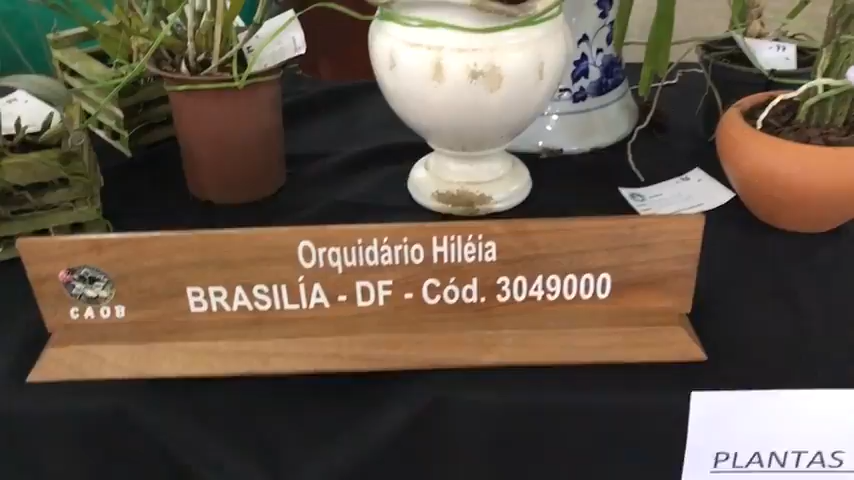 Orquidário Hiléia
BRASILÍA - DF - Cód. 3049000
CAOB
PLANTAS